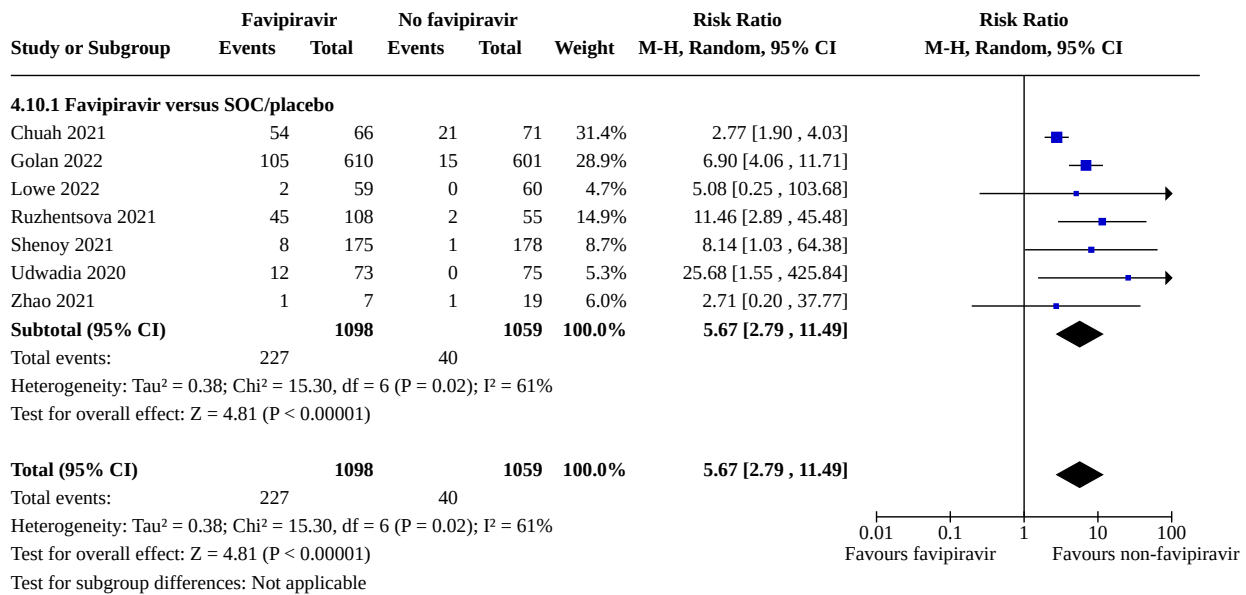 Favipiravir No favipiravir Risk Ratio Risk Ratio
Study or Subgroup Events Total Events Total Weight M-H, Random, 95% CI M-H, Random, 95% CI
4.10.1 Favipiravir versus SOC/placebo
Chuah 2021 54 66 21 71 31.4% 2.77 [1.90 , 4.03]
Golan 2022 105 610 15 601 28.9% 6.90 [4.06 , 11.71]
Lowe 2022 2 59 0 60 4.7% 5.08 [0.25 , 103.68]
Ruzhentsova 2021 45 108 2 55 14.9% 11.46 [2.89 , 45.48]
Shenoy 2021 8 175 1 178 8.7% 8.14 [1.03 , 64.38]
Udwadia 2020 12 73 0 75 5.3% 25.68 [1.55 , 425.84]
Zhao 2021 1 7 1 19 6.0% 2.71 [0.20 , 37.77]
Subtotal (95% CI) 1098 1059 100.0% 5.67 [2.79 , 11.49]
Total events: 227 40
Heterogeneity: Tau² = 0.38; Chi² = 15.30, df = 6 (P = 0.02); I² = 61%
Test for overall effect: Z = 4.81 (P < 0.00001)
Total (95% CI) 1098 1059 100.0% 5.67 [2.79 , 11.49]
Total events: 227 40
Heterogeneity: Tau² = 0.38; Chi² = 15.30, df = 6 (P = 0.02); I² = 61%
0.01 0.1 1 10 100
Test for overall effect: Z = 4.81 (P < 0.00001) Favours favipiravir Favours non-favipiravir
Test for subgroup differences: Not applicable